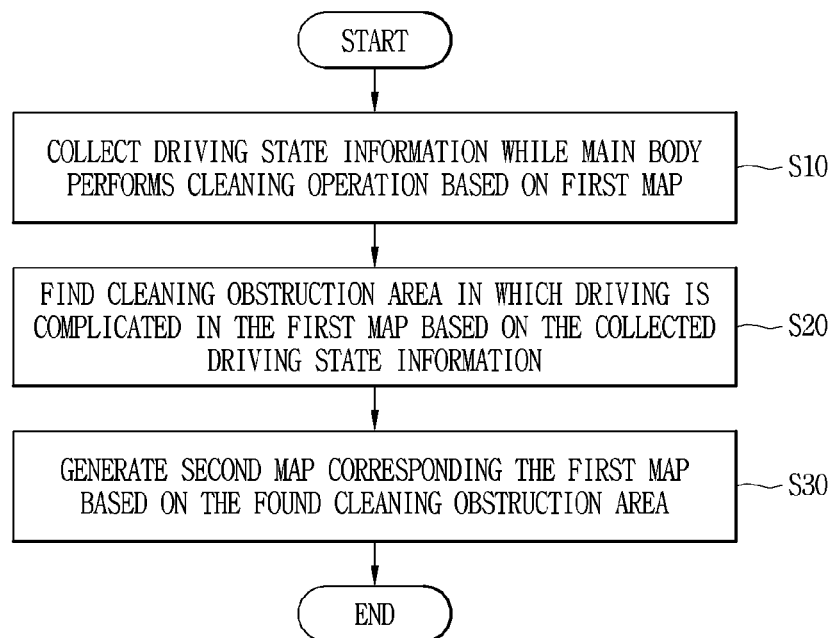 START
COLLECT DRIVING STATE INFORMATION WHILE MAIN BODY
PERFORMS CLEANING OPERATION BASED ON FIRST MAP
S10
FIND CLEANING OBSTRUCTION AREA IN WHICH DRIVING IS
COMPLICATED IN THE FIRST MAP BASED ON THE COLLECTED
DRIVING STATE INFORMATION
S20
GENERATE SECOND MAP CORRESPONDING THE FIRST MAP
BASED ON THE FOUND CLEANING OBSTRUCTION AREA
S30
END